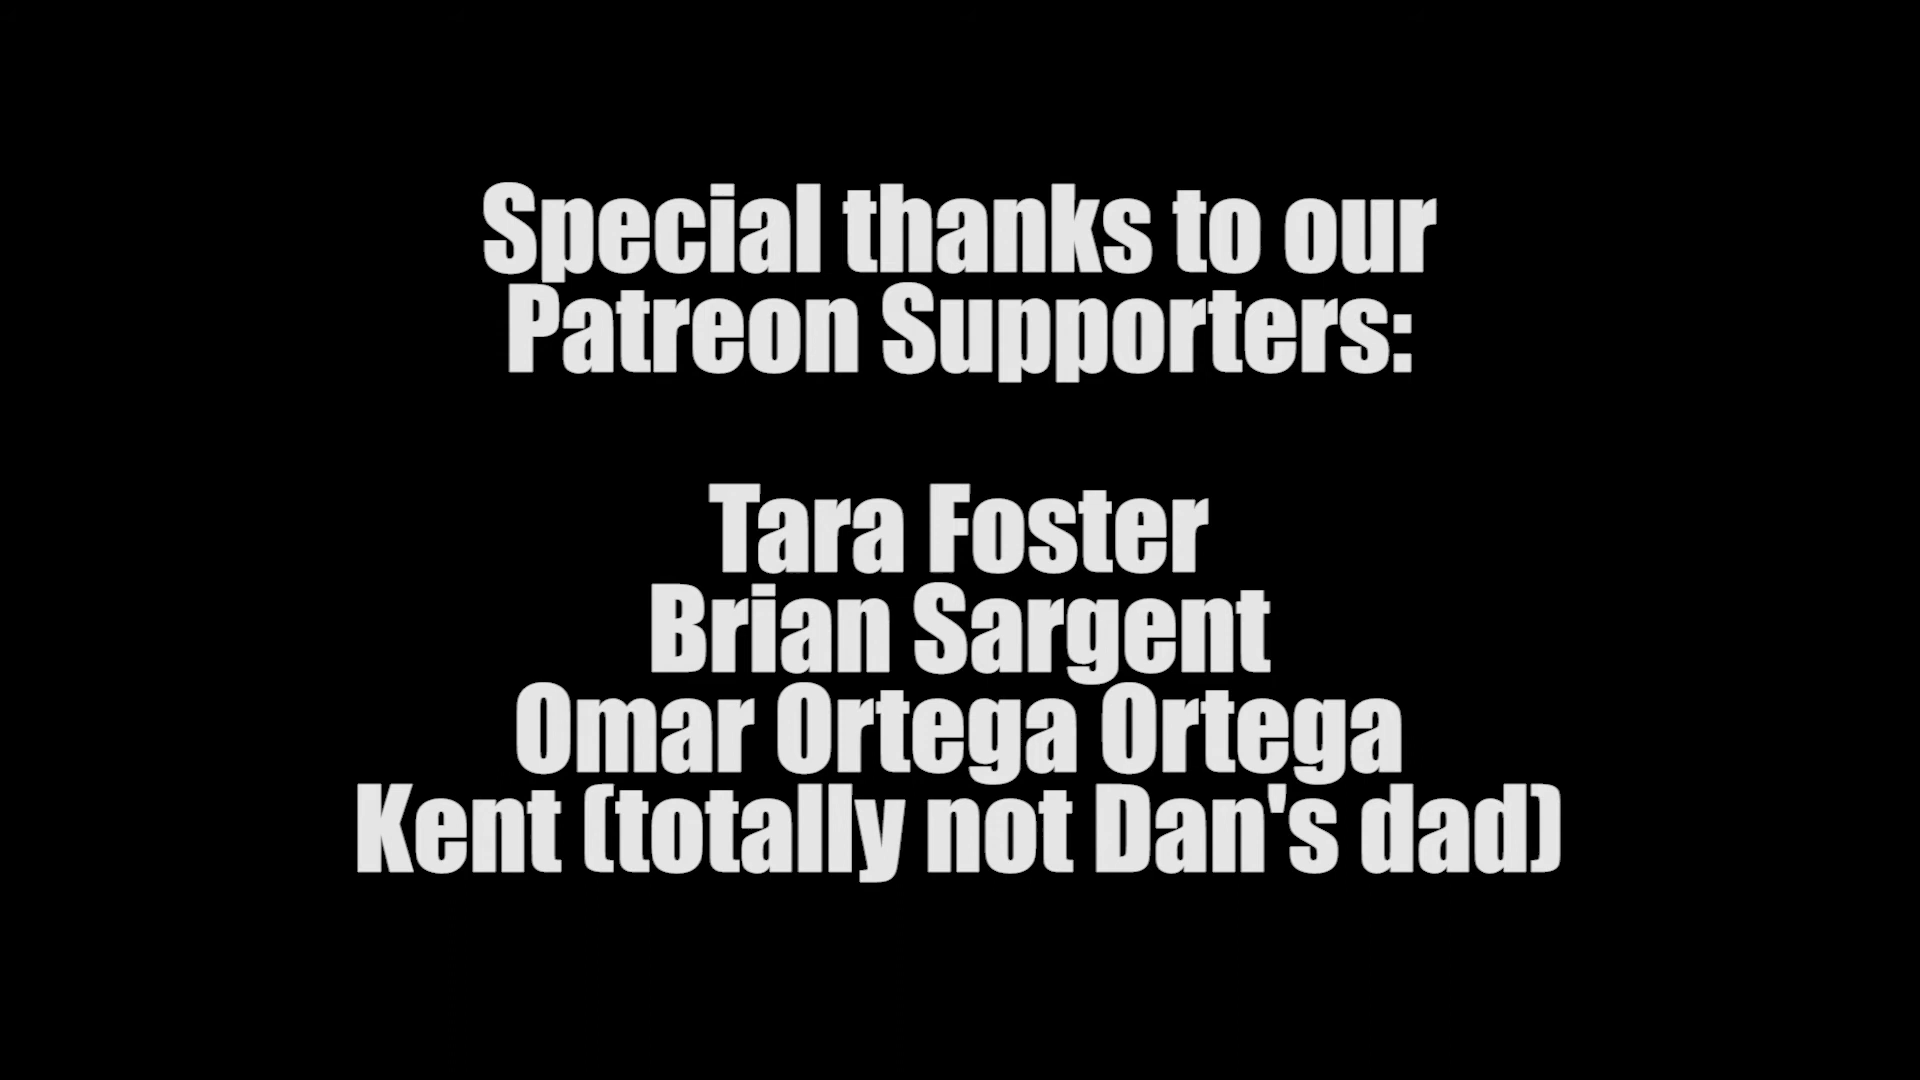 Special thanks to our
Patreon Supporters:
Tara Foster
Brian Sargent
Omar Ortega Ortega
Kent (totally not Dan's dad)